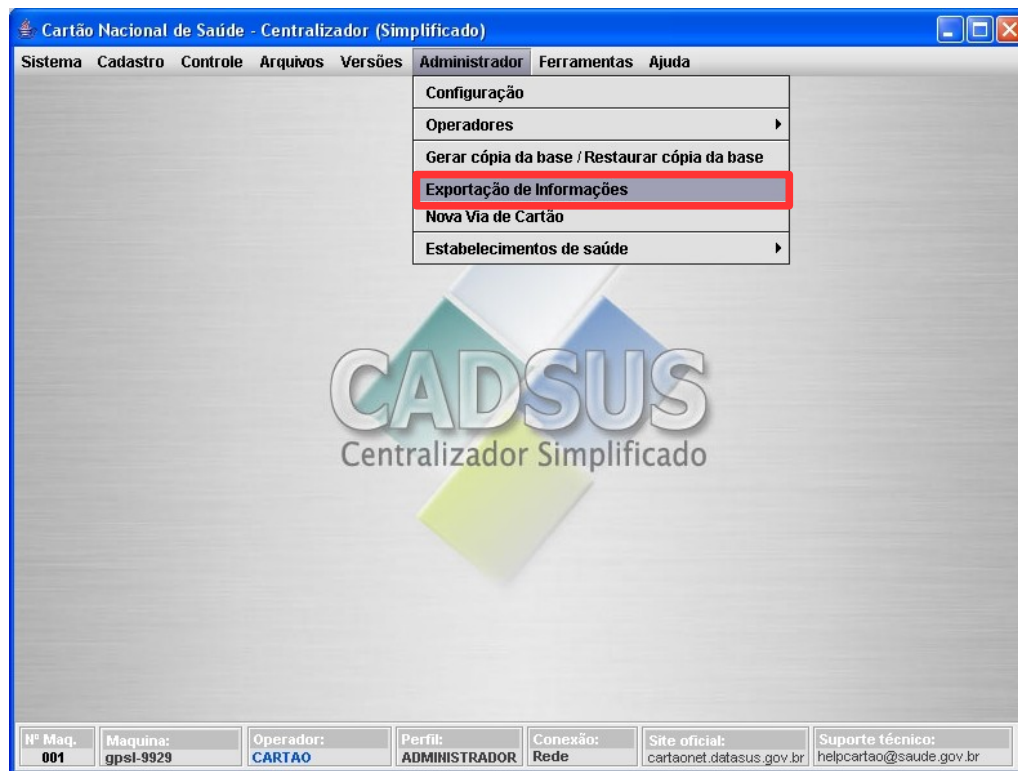 Cartão Nacional de Saúde - Centralizador (Simplificado)
Sistema Cadastro Controle Arquivos Versões Administrador Ferramentas Ajuda
Configuração
Operadores
Gerar cópia da base / Restaurar cópia da base
Exportação de Informações
Nova Via de Cartão
Estabelecimentos de saúde
CADSUS
Centralizador Simplificado
Nº Maq. Maquina: Operador: Perfil: Conexão: Site oficial: Suporte técnico:
001 gpsl-9929 CARTAO ADMINISTRADOR Rede cartaonet.datasus.gov.br helpcartao@saude.gov.br